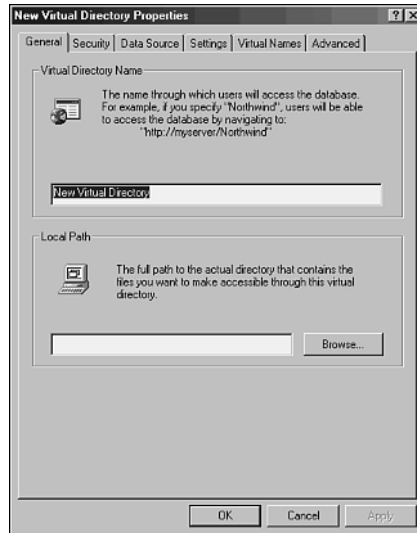 New Virtual Directory Properties
General Security Data Source Settings Virtual Names Advanced
Virtual Directory Name
The name through which users will access the database.
For example, if you specify "Northwind", users will be able
to access the database by navigating to:
"http://myserver/Northwind"
New Virtual Directory
Local Path
The full path to the actual directory that contains the
files you want to make accessible through this virtual
directory.
Browse...
OK Cancel Apply